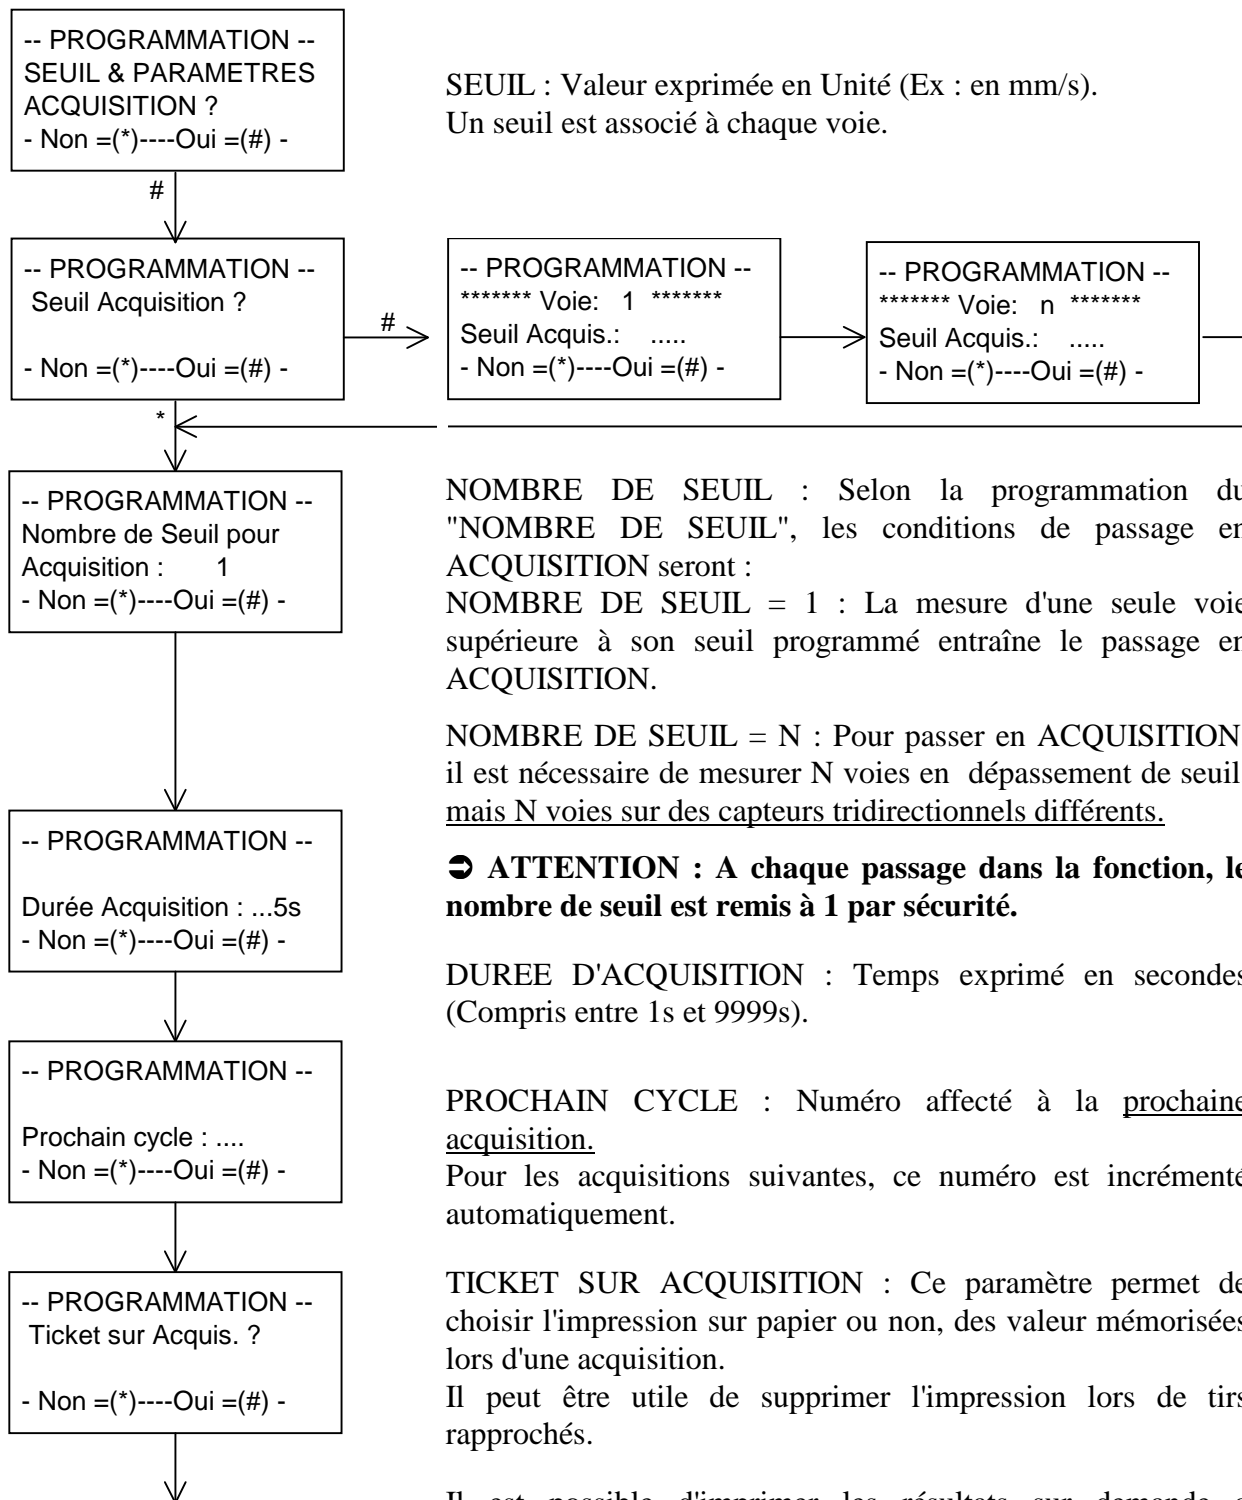 -- PROGRAMMATION --
SEUIL & PARAMETRES
ACQUISITION ?
- Non =(*)----Oui =(#) -
SEUIL : Valeur exprimée en Unité (Ex : en mm/s).
Un seuil est associé à chaque voie.
#
-- PROGRAMMATION --
Seuil Acquisition ?
- Non =(*)----Oui =(#) -
#
-- PROGRAMMATION --
******* Voie: 1 *******
Seuil Acquis.: .....
- Non =(*)----Oui =(#) -
-- PROGRAMMATION --
******* Voie: n *******
Seuil Acquis.: .....
- Non =(*)----Oui =(#) -
*
-- PROGRAMMATION --
Nombre de Seuil pour
Acquisition : 1
- Non =(*)----Oui =(#) -
NOMBRE DE SEUIL : Selon la programmation du
"NOMBRE DE SEUIL", les conditions de passage en
ACQUISITION seront :
NOMBRE DE SEUIL = 1 : La mesure d'une seule voie
supérieure à son seuil programmé entraîne le passage en
ACQUISITION.
NOMBRE DE SEUIL = N : Pour passer en ACQUISITION
il est nécessaire de mesurer N voies en dépassement de seuil
mais N voies sur des capteurs tridirectionnels différents.
-- PROGRAMMATION --
Durée Acquisition : ...5s
- Non =(*)----Oui =(#) -
➲ ATTENTION : A chaque passage dans la fonction, le
nombre de seuil est remis à 1 par sécurité.
DUREE D'ACQUISITION : Temps exprimé en secondes
(Compris entre 1s et 9999s).
-- PROGRAMMATION --
Prochain cycle : ....
- Non =(*)----Oui =(#) -
PROCHAIN CYCLE : Numéro affecté à la prochaine
acquisition.
Pour les acquisitions suivantes, ce numéro est incrémenté
automatiquement.
-- PROGRAMMATION --
Ticket sur Acquis. ?
- Non =(*)----Oui =(#) -
TICKET SUR ACQUISITION : Ce paramètre permet de
choisir l'impression sur papier ou non, des valeur mémorisées
lors d'une acquisition.
Il peut être utile de supprimer l'impression lors de tirs
rapprochés.
Il est possible d'imprimer les résultats sur demande